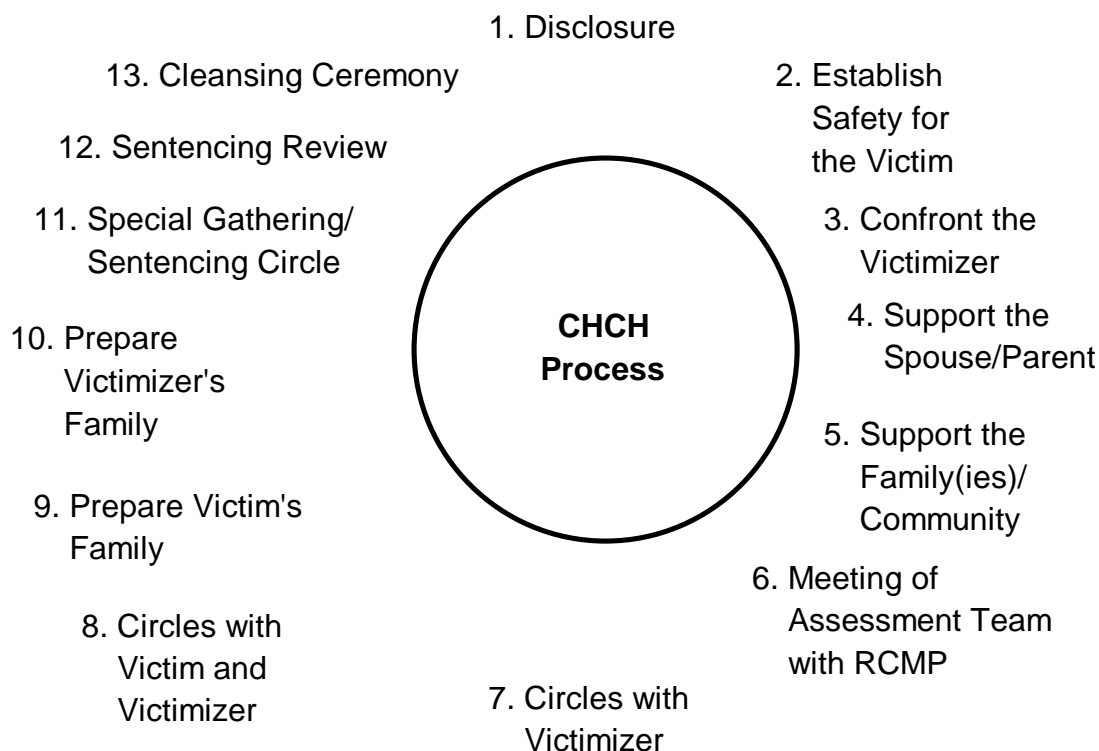 1. Disclosure
2. Establish
Safety for
the Victim
3. Confront the
Victimizer
4. Support the
Spouse/Parent
5. Support the
Family(ies)/
Community
6. Meeting of
Assessment Team
with RCMP
7. Circles with
Victimizer
8. Circles with
Victim and
Victimizer
9. Prepare Victim's
Family
10. Prepare
Victimizer's
Family
11. Special Gathering/
Sentencing Circle
12. Sentencing Review
13. Cleansing Ceremony
CHCH
Process